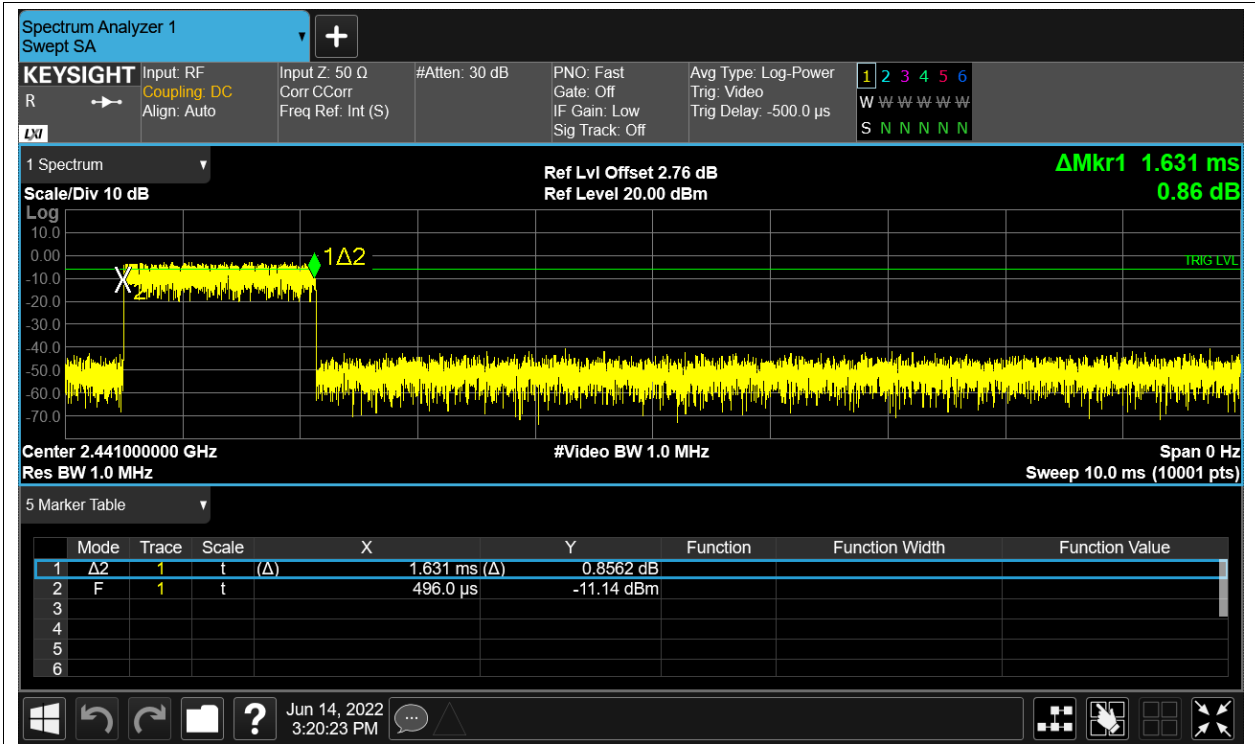 Spectrum Analyzer 1
Swept SA
KEYSIGHT
R
LXI
Input: RF
Coupling: DC
Align: Auto
Input Z: 50 Ω
Corr CCorr
Freq Ref: Int (S)
#Atten: 30 dB
PNO: Fast
Gate: Off
IF Gain: Low
Sig Track: Off
Avg Type: Log-Power
Trig: Video
Trig Delay: -500.0 µs
1 2 3 4 5 6
W W W W W W
S N N N N N
1 Spectrum
Scale/Div 10 dB
Ref Lvl Offset 2.76 dB
Ref Level 20.00 dBm
ΔMkr1 1.631 ms
0.86 dB
Log
10.0
0.00
-10.0
-20.0
-30.0
-40.0
-50.0
-60.0
-70.0
1Δ2
X2
TRIG LVL
Center 2.441000000 GHz
Res BW 1.0 MHz
#Video BW 1.0 MHz
Span 0 Hz
Sweep 10.0 ms (10001 pts)
5 Marker Table
Mode Trace Scale X Y Function Function Width Function Value
1 Δ2 1 t (Δ) 1.631 ms (Δ) 0.8562 dB
2 F 1 t 496.0 µs -11.14 dBm
3
4
5
6
?
Jun 14, 2022
3:20:23 PM